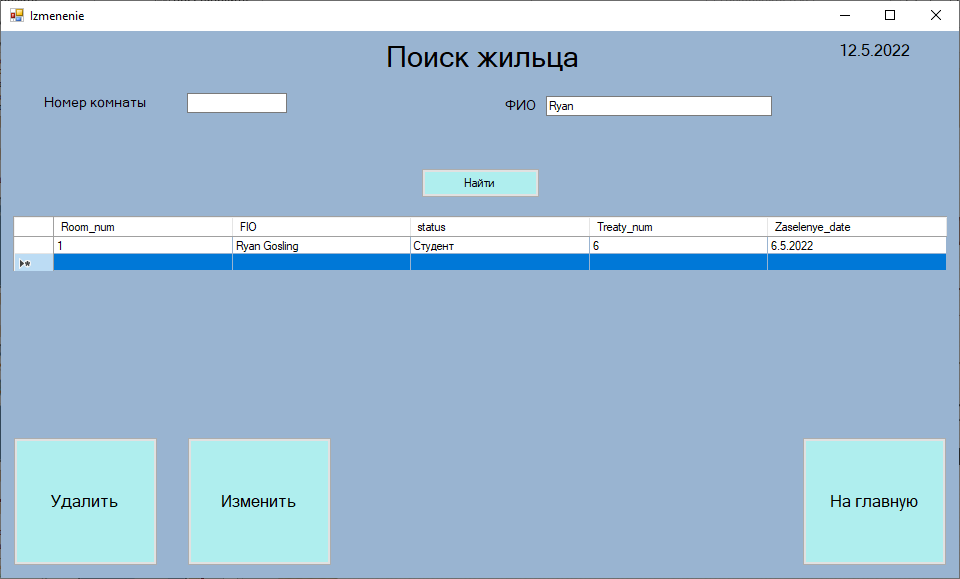 Izmenenie
Поиск жильца
12.5.2022
Номер комнаты
ФИО Ryan
Найти
Room_num FIO status Treaty_num Zaselenye_date
1 Ryan Gosling Студент 6 6.5.2022
Удалить Изменить На главную